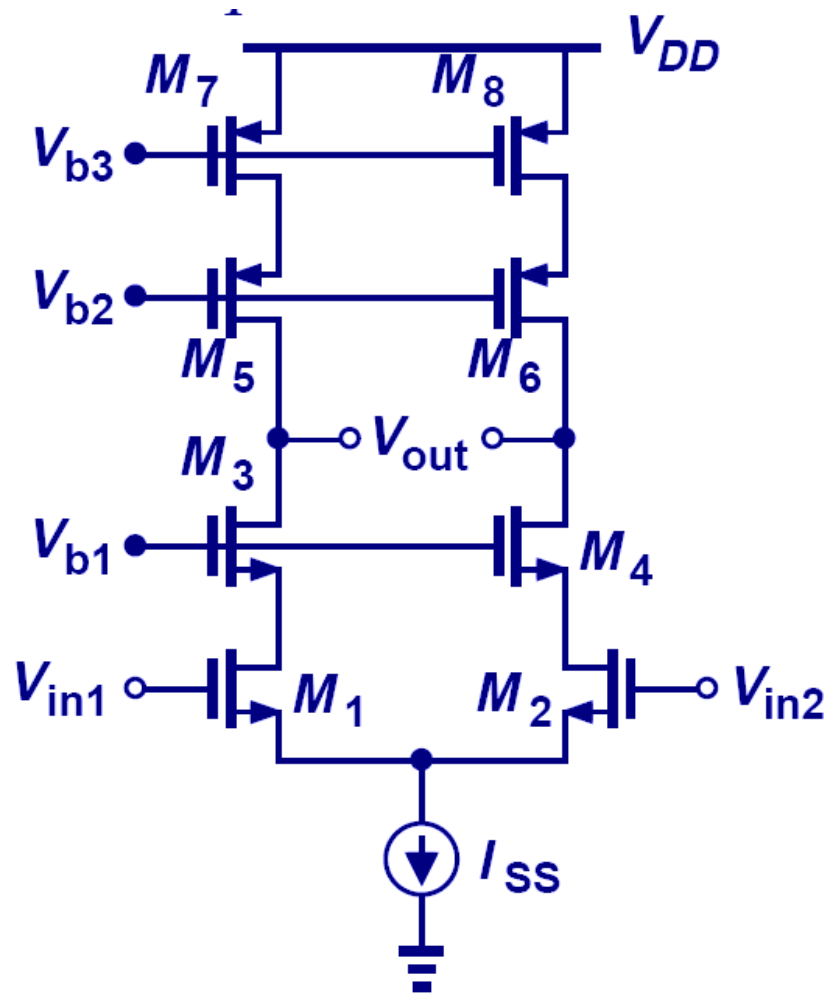 V_DD
M_7
M_8
V_b3
V_b2
M_5
M_6
V_out
M_3
V_b1
M_4
V_in1
M_1
M_2
V_in2
I_SS